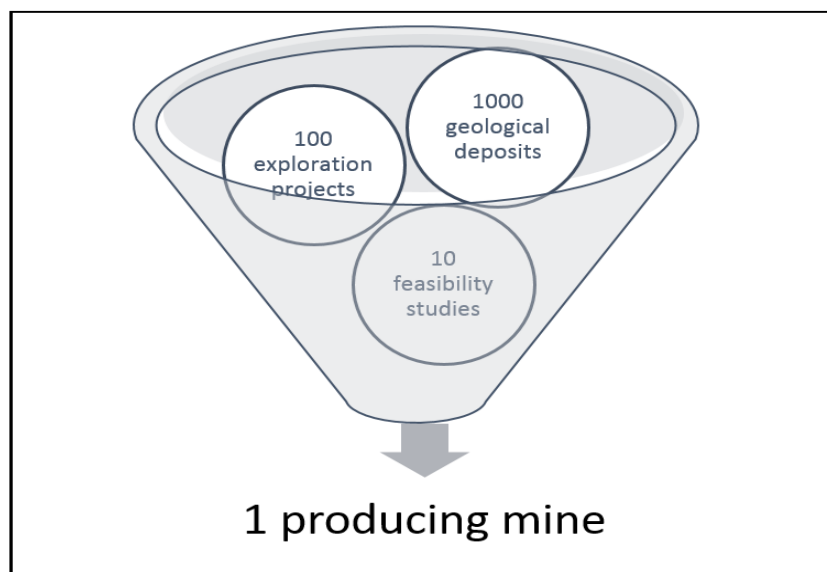 1000
geological
deposits
100
exploration
projects
10
feasibility
studies
1 producing mine